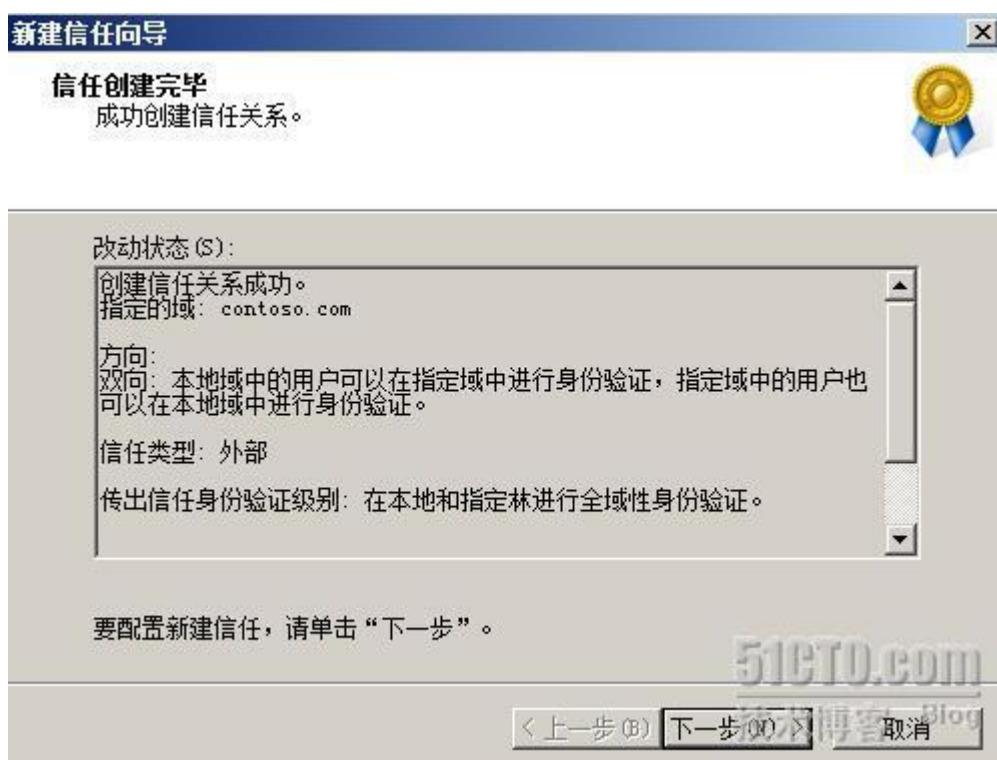 新建信任向导
信任创建完毕
成功创建信任关系。
改动状态(S):
创建信任关系成功。
指定的域: contoso.com
方向:
双向: 本地域中的用户可以在指定域中进行身份验证，指定域中的用户也
可以在本地域中进行身份验证。
信任类型: 外部
传出信任身份验证级别: 在本地和指定林进行全域性身份验证。
要配置新建信任，请单击“下一步”。
51CTO.com
技术博客 Blog
< 上一步(B) 下一步(N) > 取消